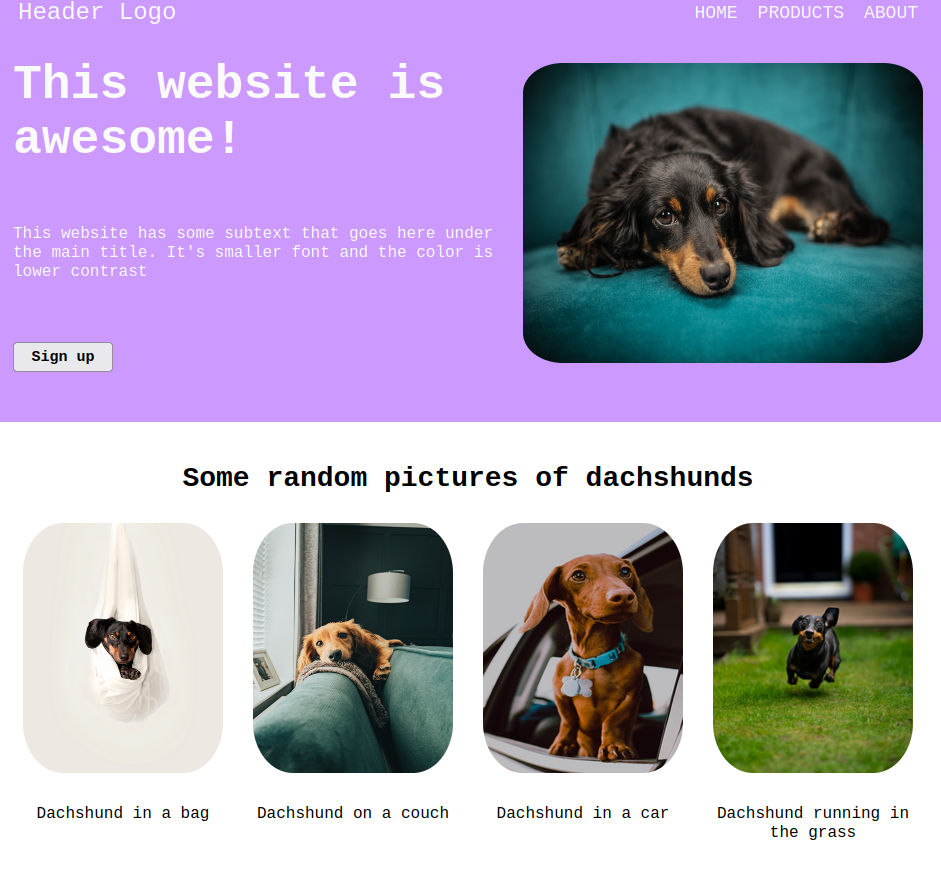 Header Logo
HOME PRODUCTS ABOUT
This website is
awesome!
This website has some subtext that goes here under
the main title. It's smaller font and the color is
lower contrast
Sign up
Some random pictures of dachshunds
Dachshund in a bag
Dachshund on a couch
Dachshund in a car
Dachshund running in
the grass